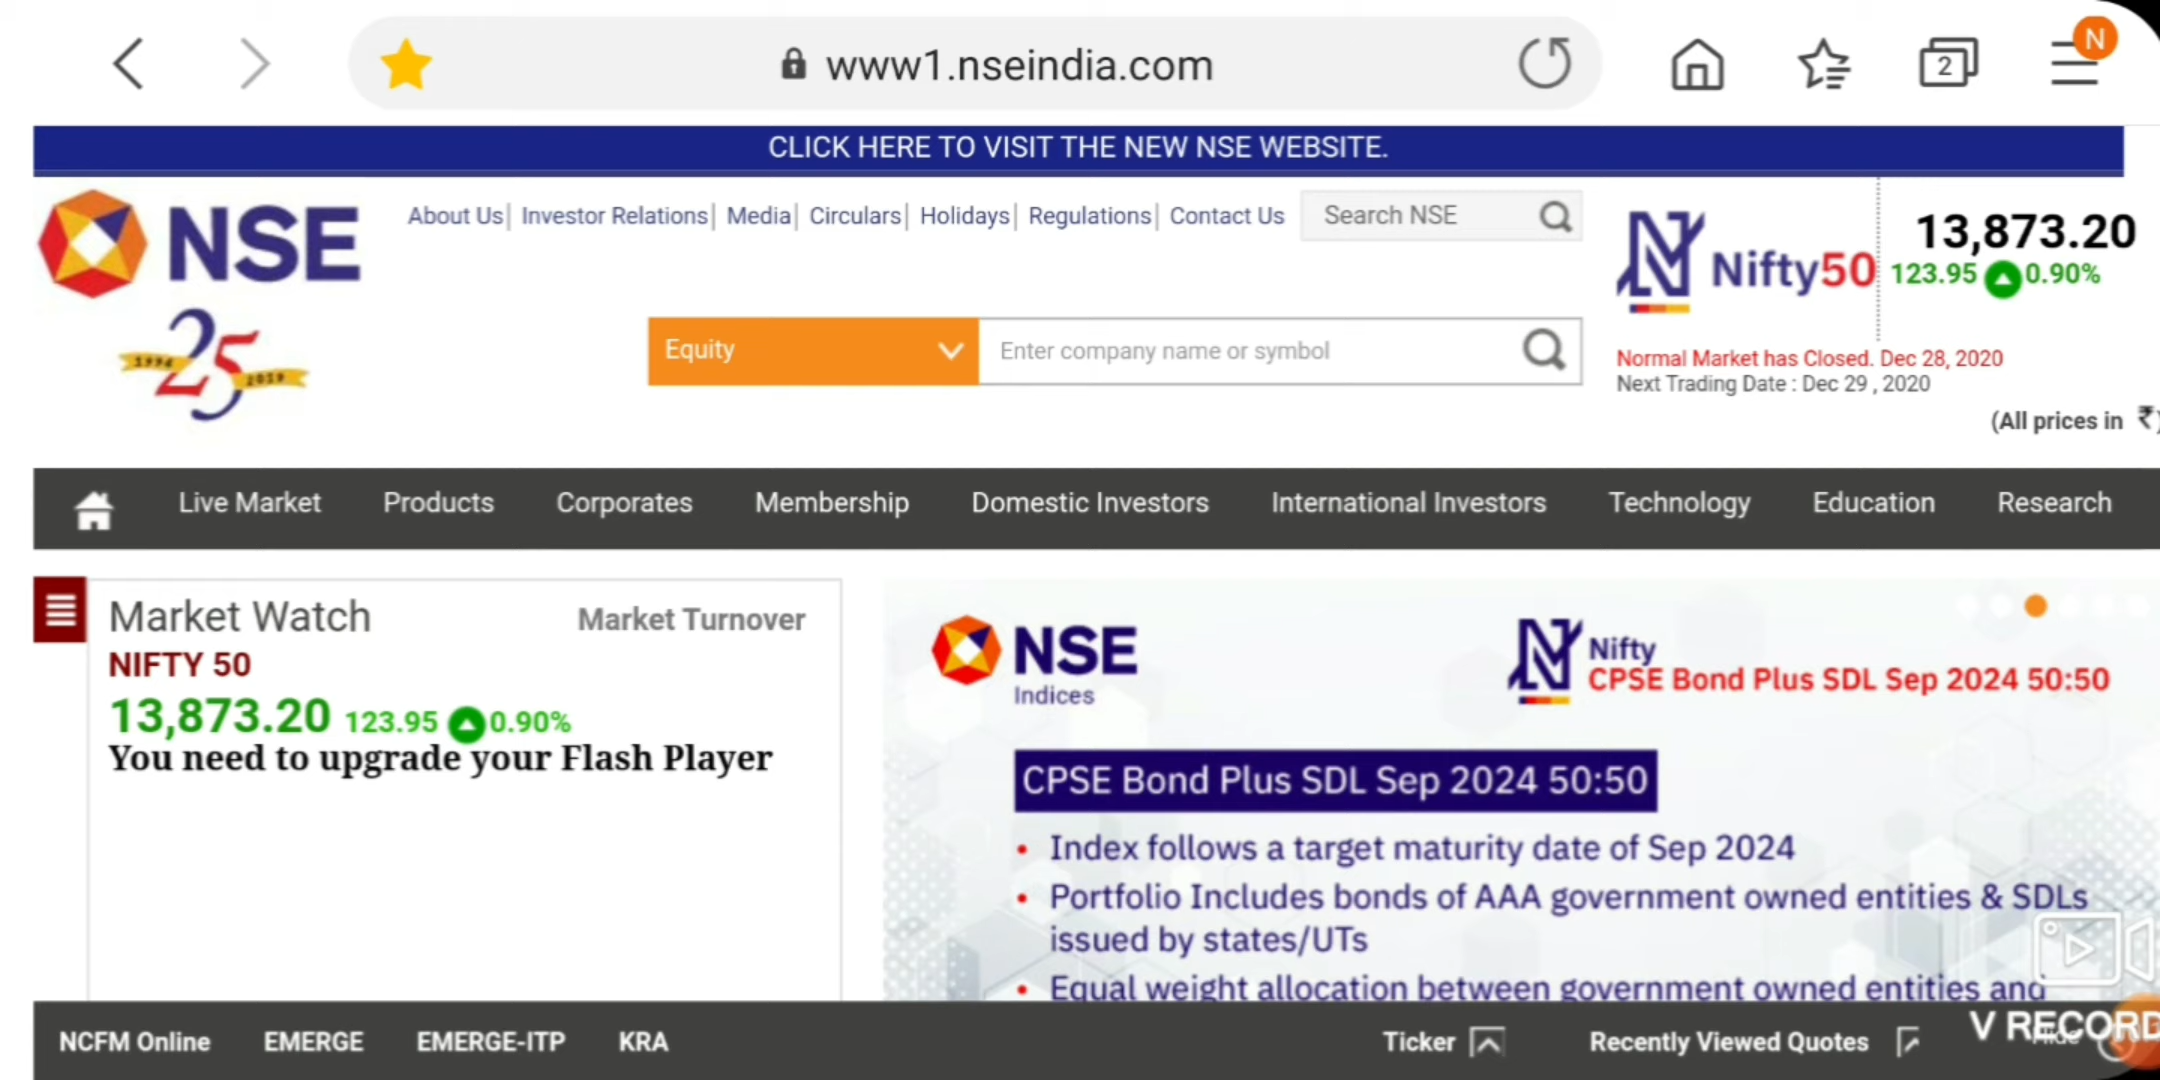 www1.nseindia.com
2
N
CLICK HERE TO VISIT THE NEW NSE WEBSITE.
NSE
About Us| Investor Relations| Media| Circulars| Holidays| Regulations| Contact Us
Search NSE
Nifty50
13,873.20
123.95 0.90%
1994 25 2019
Equity
Enter company name or symbol
Normal Market has Closed. Dec 28, 2020
Next Trading Date : Dec 29 , 2020
(All prices in ₹)
Live Market Products Corporates Membership Domestic Investors International Investors Technology Education Research
Market Watch
Market Turnover
NIFTY 50
13,873.20 123.95 0.90%
You need to upgrade your Flash Player
NSE
Indices
Nifty
CPSE Bond Plus SDL Sep 2024 50:50
CPSE Bond Plus SDL Sep 2024 50:50
• Index follows a target maturity date of Sep 2024
• Portfolio Includes bonds of AAA government owned entities & SDLs
issued by states/UTs
• Equal weight allocation between government owned entities and
NCFM Online EMERGE EMERGE-ITP KRA Ticker Recently Viewed Quotes Hide
V RECORD